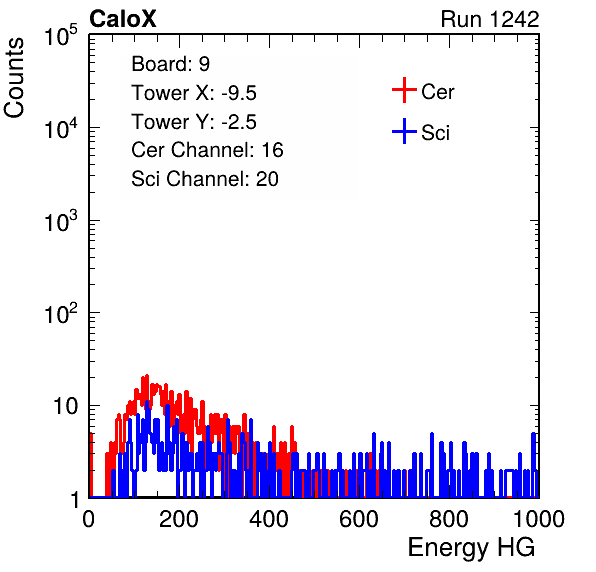 CaloX Run 1242
Counts
10^5
10^4
10^3
10^2
10
1
Board: 9
Tower X: -9.5
Tower Y: -2.5
Cer Channel: 16
Sci Channel: 20
Cer
Sci
0 200 400 600 800 1000
Energy HG